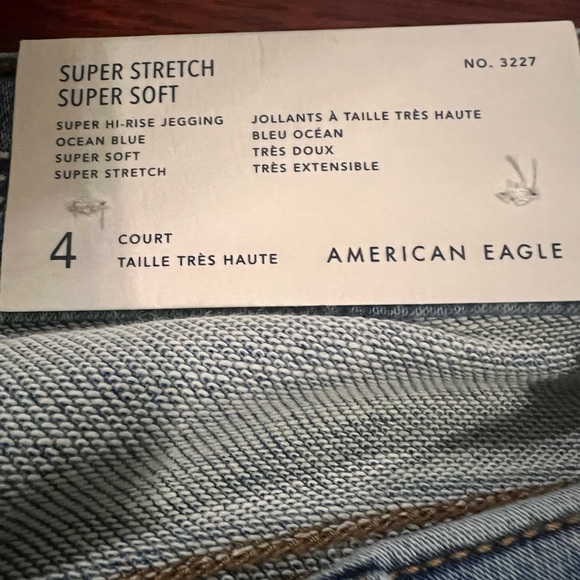 SUPER STRETCH
SUPER SOFT
NO. 3227
SUPER HI-RISE JEGGING
OCEAN BLUE
SUPER SOFT
SUPER STRETCH
JOLLANTS À TAILLE TRÈS HAUTE
BLEU OCÉAN
TRÈS DOUX
TRÈS EXTENSIBLE
4
COURT
TAILLE TRÈS HAUTE
AMERICAN EAGLE